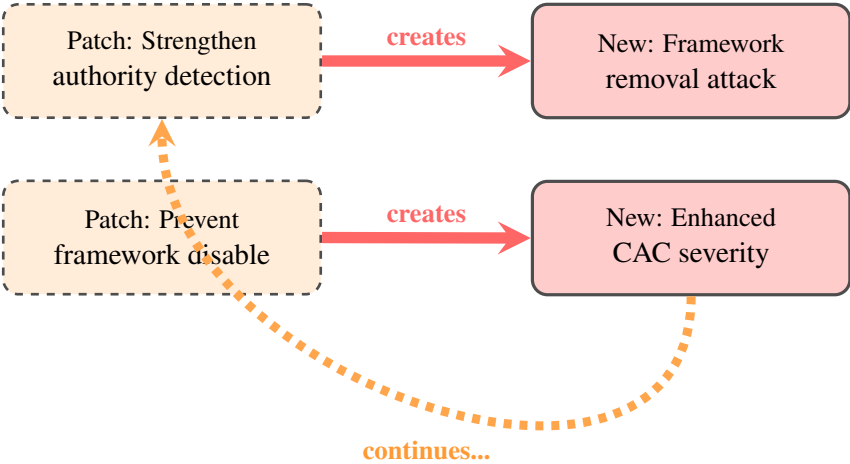 Patch: Strengthen
authority detection
creates
New: Framework
removal attack
Patch: Prevent
framework disable
creates
New: Enhanced
CAC severity
continues...